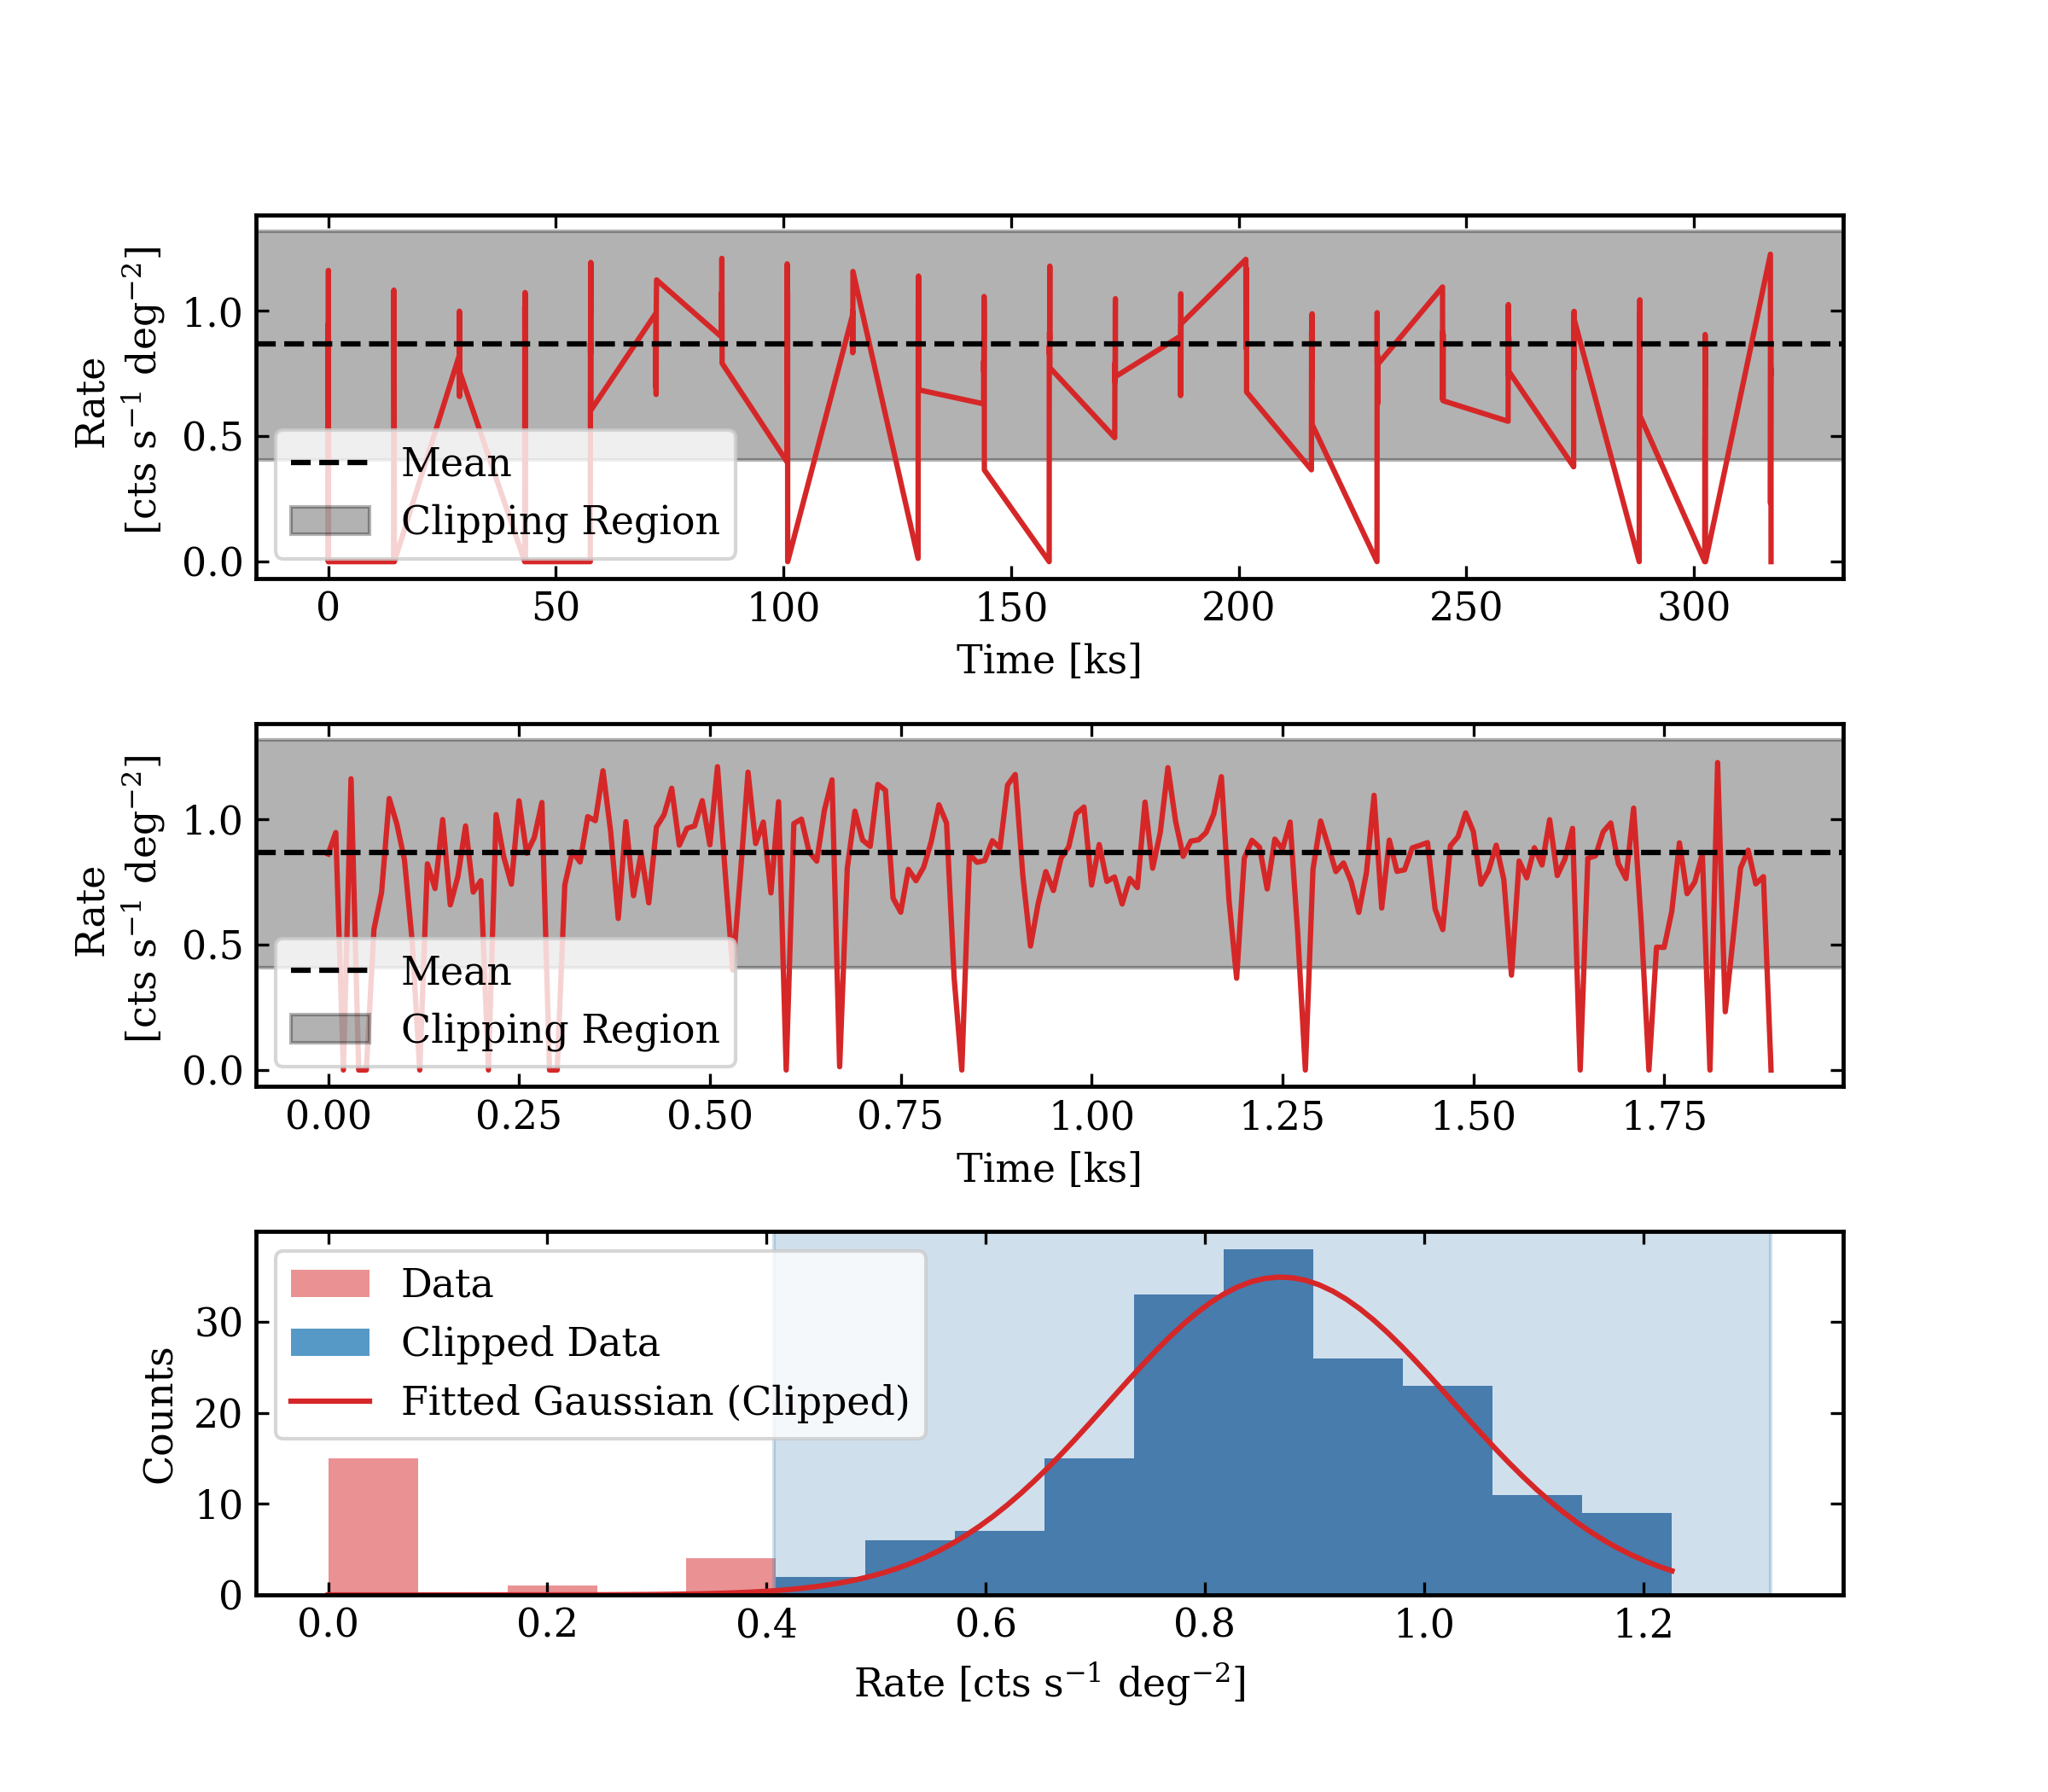 Rate
[cts s⁻¹ deg⁻²]
1.0
0.5
0.0
Mean
Clipping Region
0 50 100 150 200 250 300
Time [ks]
Rate
[cts s⁻¹ deg⁻²]
1.0
0.5
0.0
Mean
Clipping Region
0.00 0.25 0.50 0.75 1.00 1.25 1.50 1.75
Time [ks]
Counts
30
20
10
0
Data
Clipped Data
Fitted Gaussian (Clipped)
0.0 0.2 0.4 0.6 0.8 1.0 1.2
Rate [cts s⁻¹ deg⁻²]